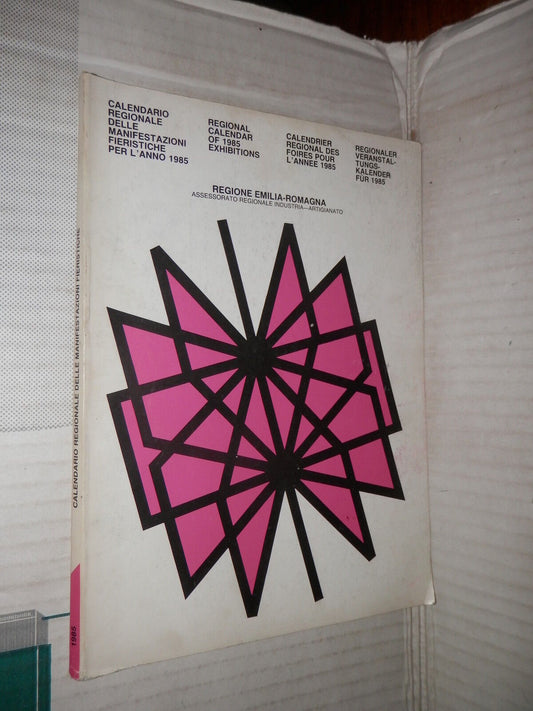 CALENDARIO
REGIONALE
DELLE
MANIFESTAZIONI
FIERISTICHE
PER L'ANNO 1985
REGIONAL
CALENDAR
OF 1985
EXHIBITIONS
CALENDRIER
REGIONAL DES
FOIRES POUR
L'ANNÉE 1985
REGIONALER
VERANSTAL-
TUNGS-
KALENDER
FÜR 1985
REGIONE EMILIA-ROMAGNA
ASSESSORATO REGIONALE INDUSTRIA—ARTIGIANATO
CALENDARIO REGIONALE DELLE MANIFESTAZIONI FIERISTICHE
1985